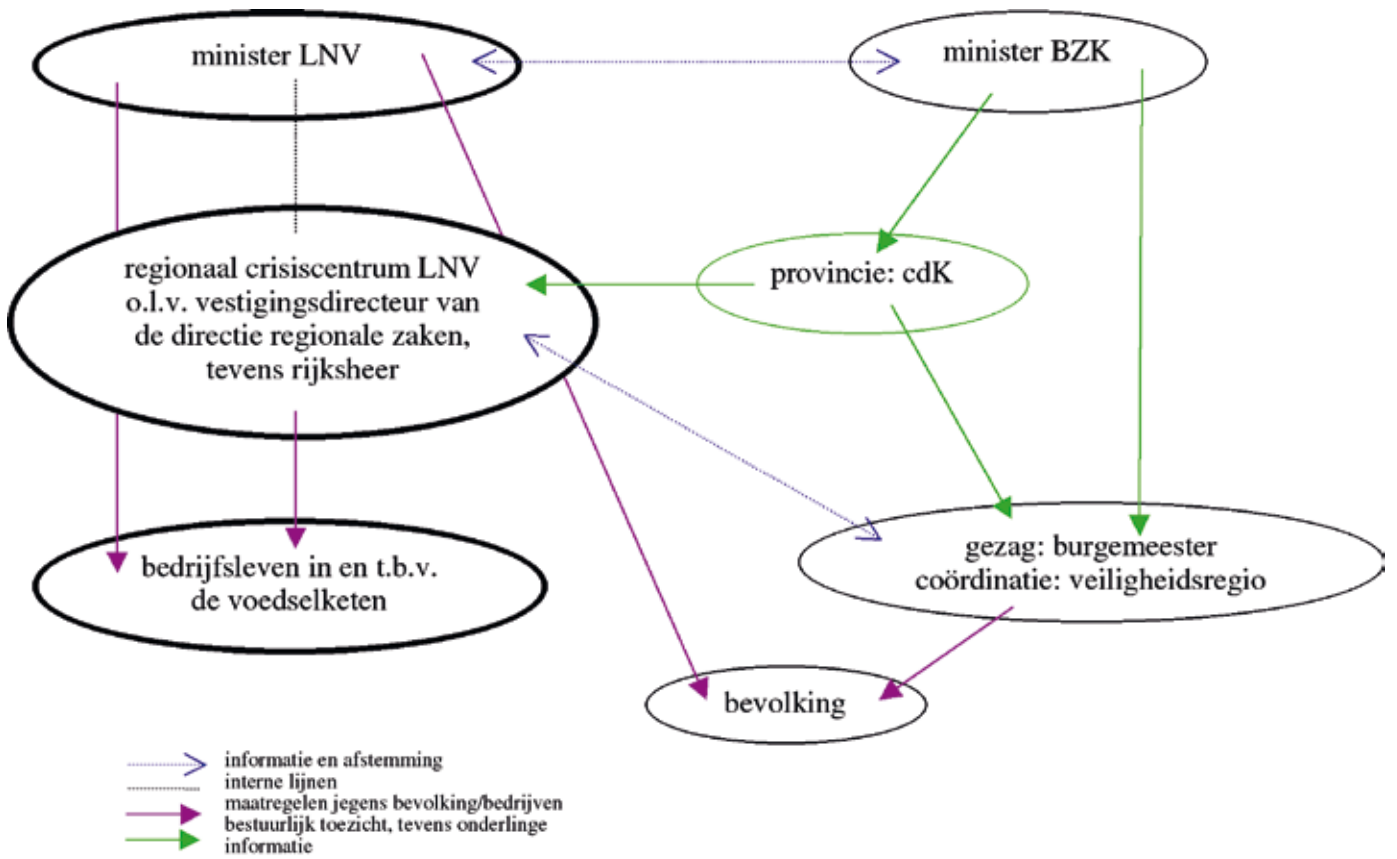 minister LNV
minister BZK
regionaal crisiscentrum LNV
o.l.v. vestigingsdirecteur van
de directie regionale zaken,
tevens rijksheer
provincie: cdK
bedrijfsleven in en t.b.v.
de voedselketen
gezag: burgemeester
coördinatie: veiligheidsregio
bevolking
informatie en afstemming
interne lijnen
maatregelen jegens bevolking/bedrijven
bestuurlijk toezicht, tevens onderlinge
informatie